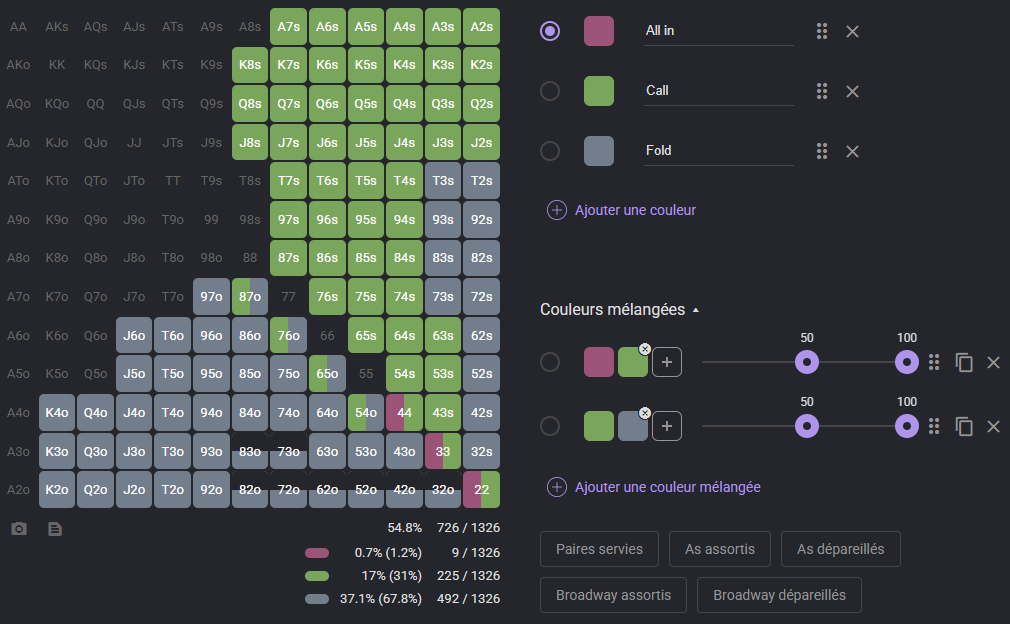 AA AKs AQs AJs ATs A9s A8s A7s A6s A5s A4s A3s A2s
AKo KK KQs KJs KTs K9s K8s K7s K6s K5s K4s K3s K2s
AQo KQo QQ QJs QTs Q9s Q8s Q7s Q6s Q5s Q4s Q3s Q2s
AJo KJo QJo JJ JTs J9s J8s J7s J6s J5s J4s J3s J2s
ATo KTo QTo JTo TT T9s T8s T7s T6s T5s T4s T3s T2s
A9o K9o Q9o J9o T9o 99 98s 97s 96s 95s 94s 93s 92s
A8o K8o Q8o J8o T8o 98o 88 87s 86s 85s 84s 83s 82s
A7o K7o Q7o J7o T7o 97o 87o 77 76s 75s 74s 73s 72s
A6o K6o Q6o J6o T6o 96o 86o 76o 66 65s 64s 63s 62s
A5o K5o Q5o J5o T5o 95o 85o 75o 65o 55 54s 53s 52s
A4o K4o Q4o J4o T4o 94o 84o 74o 64o 54o 44 43s 42s
A3o K3o Q3o J3o T3o 93o 83o 73o 63o 53o 43o 33 32s
A2o K2o Q2o J2o T2o 92o 82o 72o 62o 52o 42o 32o 22
54.8% 726 / 1326
0.7% (1.2%) 9 / 1326
17% (31%) 225 / 1326
37.1% (67.8%) 492 / 1326
All in
Call
Fold
Ajouter une couleur
Couleurs mélangées
50 100
50 100
Ajouter une couleur mélangée
Paires servies As assortis As dépareillés
Broadway assortis Broadway dépareillés